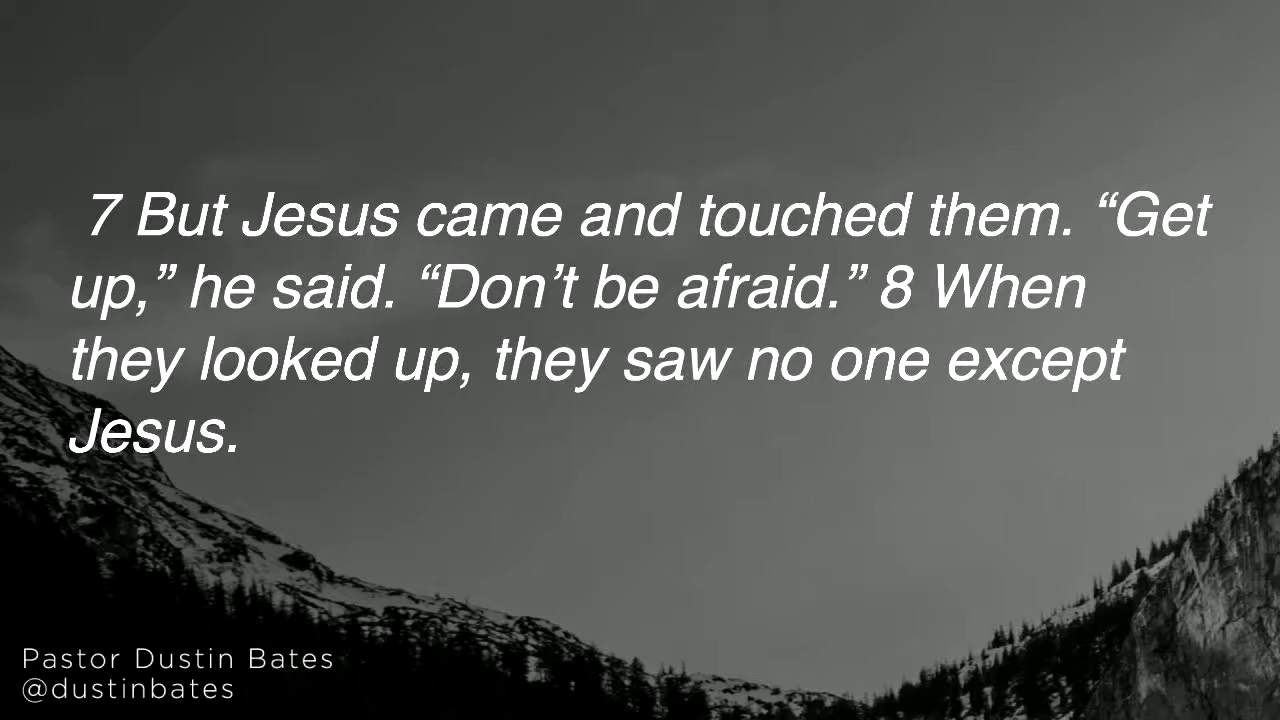 7 But Jesus came and touched them. “Get
up,” he said. “Don’t be afraid.” 8 When
they looked up, they saw no one except
Jesus.
Pastor Dustin Bates
@dustinbates